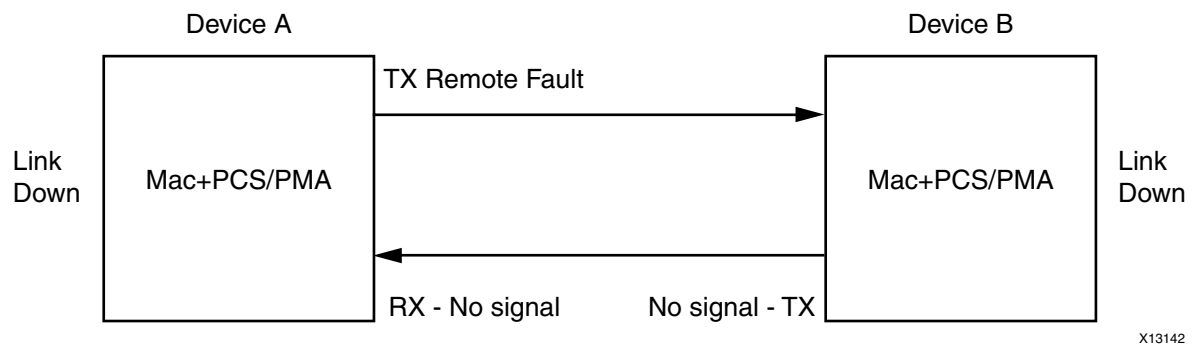 Device A
Device B
TX Remote Fault
Link
Down
Mac+PCS/PMA
Mac+PCS/PMA
Link
Down
RX - No signal
No signal - TX
X13142